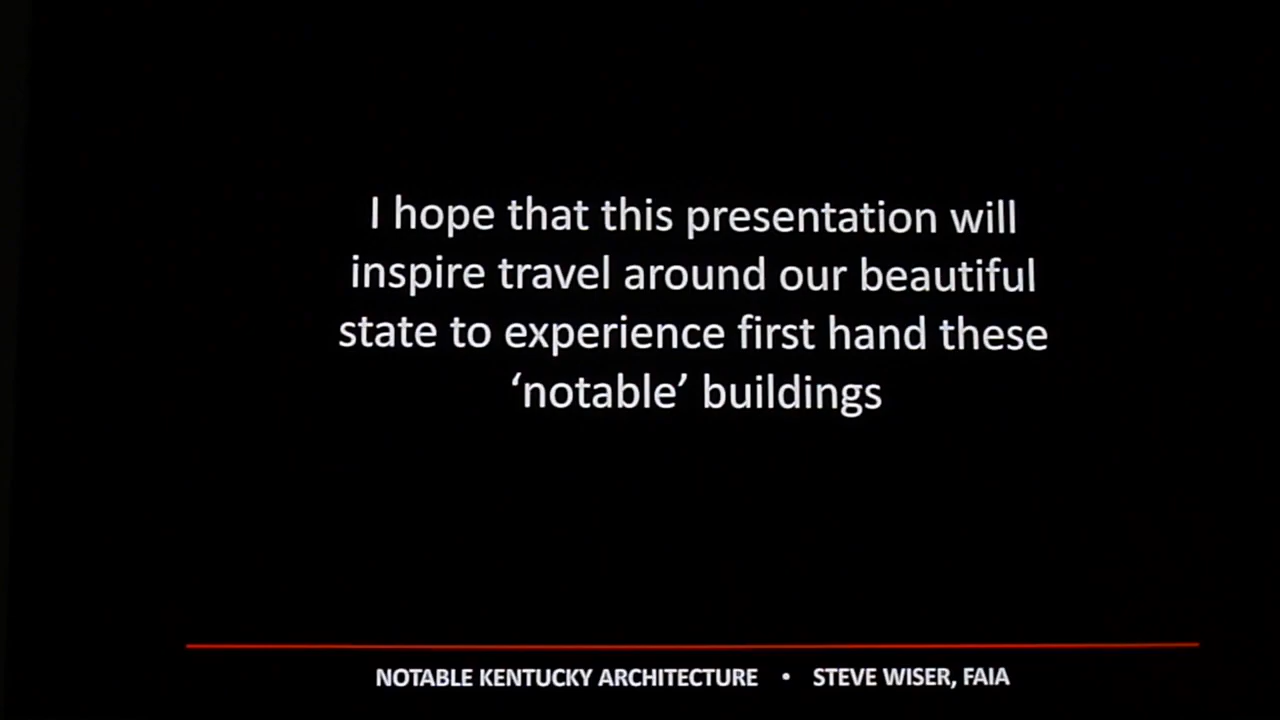 I hope that this presentation will
inspire travel around our beautiful
state to experience first hand these
‘notable’ buildings
NOTABLE KENTUCKY ARCHITECTURE • STEVE WISER, FAIA